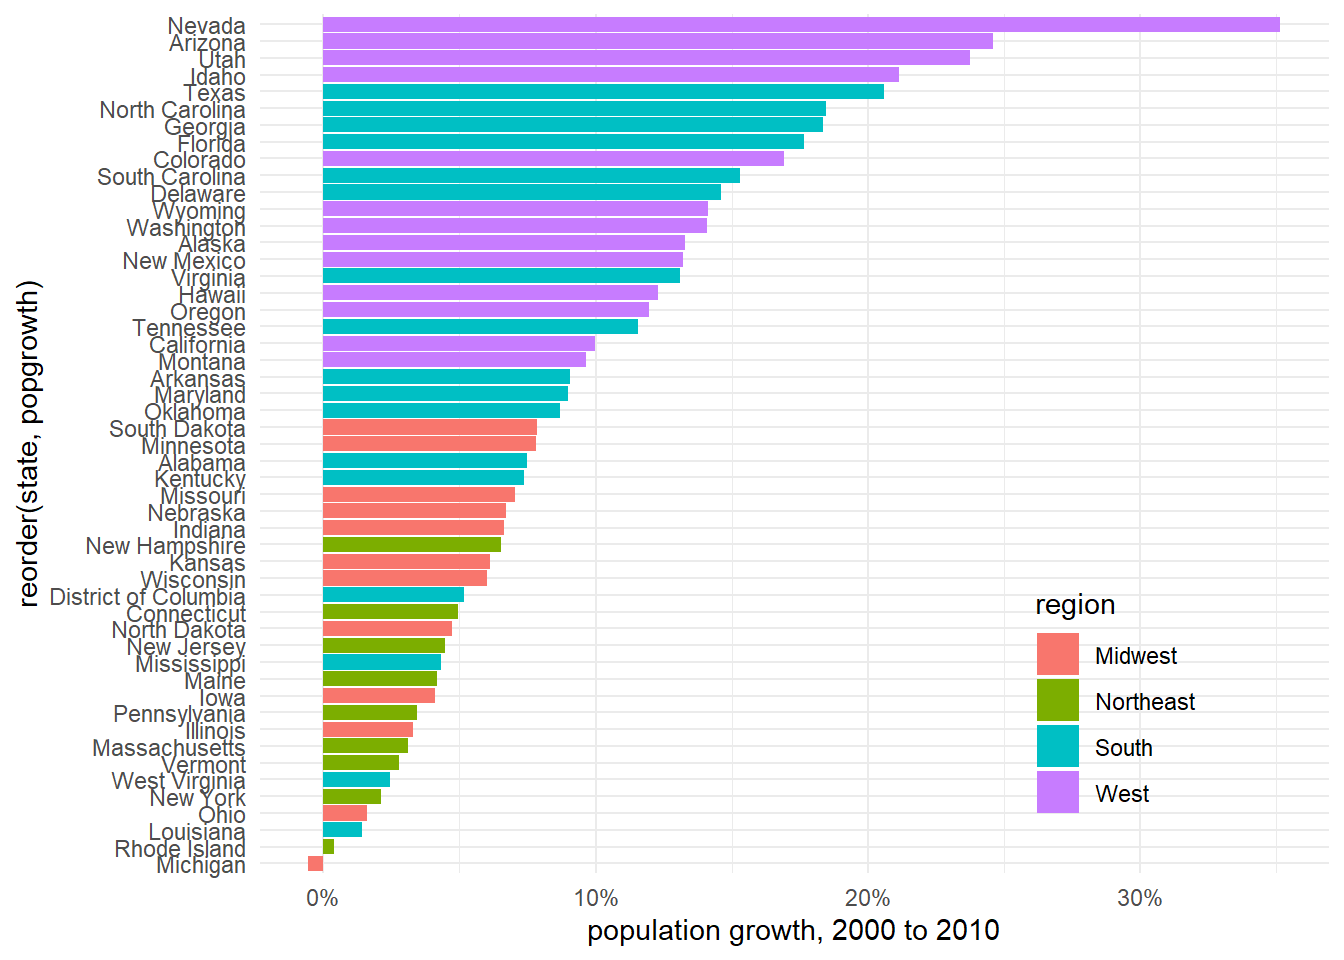 Nevada
Arizona
Utah
Idaho
Texas
North Carolina
Georgia
Florida
Colorado
South Carolina
Delaware
Wyoming
Washington
Alaska
New Mexico
Virginia
Hawaii
Oregon
Tennessee
California
Montana
Arkansas
Maryland
Oklahoma
South Dakota
Minnesota
Alabama
Kentucky
Missouri
Nebraska
Indiana
New Hampshire
Kansas
Wisconsin
District of Columbia
Connecticut
North Dakota
New Jersey
Mississippi
Maine
Iowa
Pennsylvania
Illinois
Massachusetts
Vermont
West Virginia
New York
Ohio
Louisiana
Rhode Island
Michigan
reorder(state, popgrowth)
region
Midwest
Northeast
South
West
0% 10% 20% 30%
population growth, 2000 to 2010